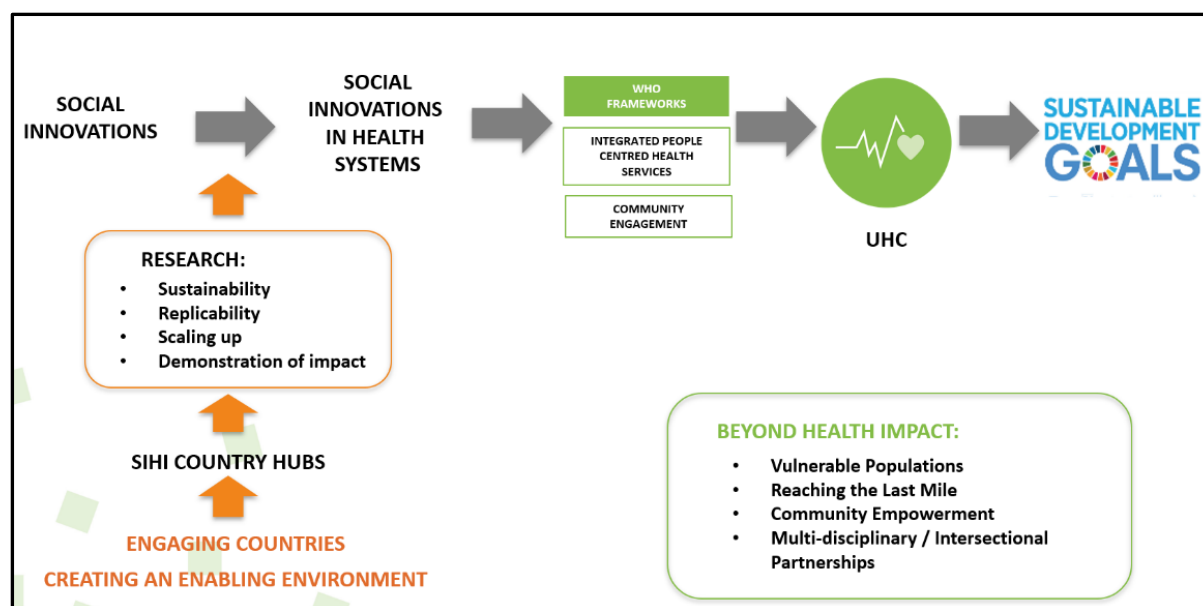 SOCIAL
INNOVATIONS
SOCIAL
INNOVATIONS
IN HEALTH
SYSTEMS
WHO
FRAMEWORKS
INTEGRATED PEOPLE
CENTRED HEALTH
SERVICES
COMMUNITY
ENGAGEMENT
UHC
SUSTAINABLE
DEVELOPMENT
GOALS
RESEARCH:
• Sustainability
• Replicability
• Scaling up
• Demonstration of impact
SIHI COUNTRY HUBS
ENGAGING COUNTRIES
CREATING AN ENABLING ENVIRONMENT
BEYOND HEALTH IMPACT:
• Vulnerable Populations
• Reaching the Last Mile
• Community Empowerment
• Multi-disciplinary / Intersectional
Partnerships